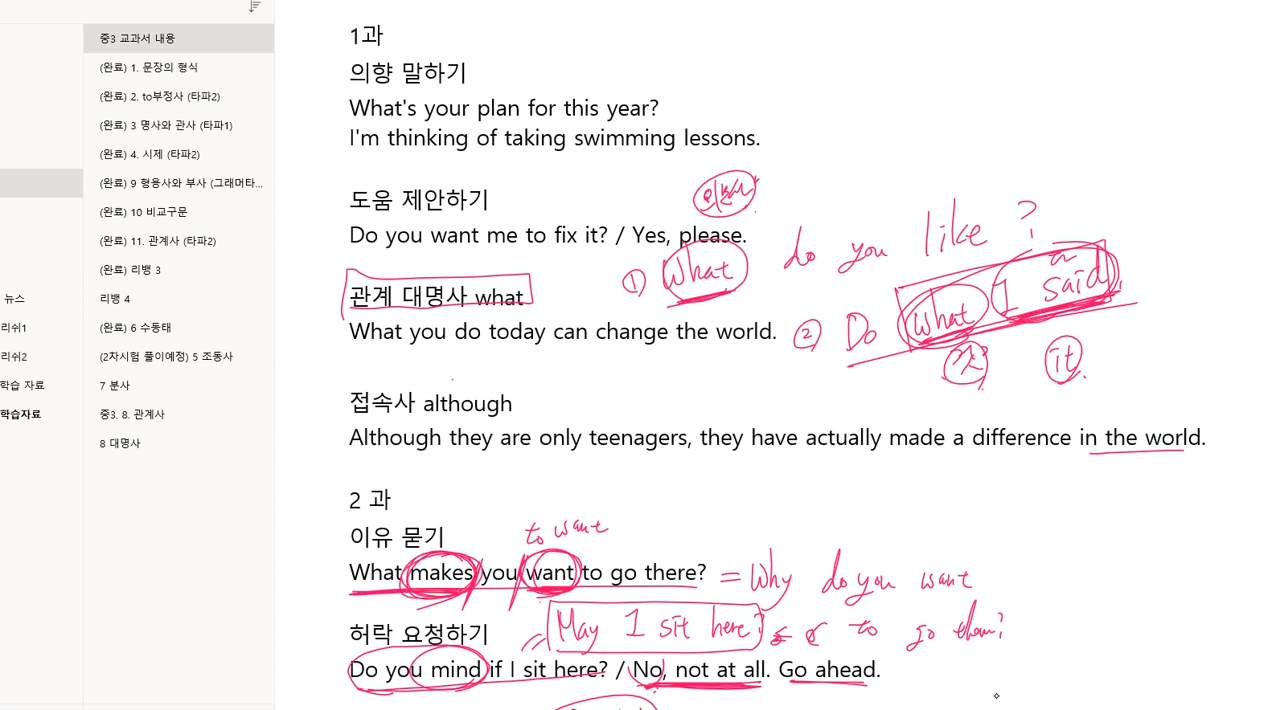 중3 교과서 내용
(완료) 1. 문장의 형식
(완료) 2. to부정사 (타파2)
(완료) 3 명사와 관사 (타파1)
(완료) 4. 시제 (타파2)
(완료) 9 형용사와 부사 (그래머타...
(완료) 10 비교구문
(완료) 11. 관계사 (타파2)
(완료) 리뱅 3
뉴스
리뱅 4
리쉬1
(완료) 6 수동태
리쉬2
(2차시험 풀이예정) 5 조동사
학습 자료
7 분사
학습자료
중3. 8. 관계사
8 대명사
1과
의향 말하기
What's your plan for this year?
I'm thinking of taking swimming lessons.
도움 제안하기
의문사
Do you want me to fix it? / Yes, please.
① What do you like?
관계 대명사 what
What you do today can change the world.
② Do what I said.
것 it
접속사 although
Although they are only teenagers, they have actually made a difference in the world.
2 과
이유 묻기
to want
What makes you want to go there?
= Why do you want
to go there?
허락 요청하기
May I sit here?
Do you mind if I sit here? / No, not at all. Go ahead.